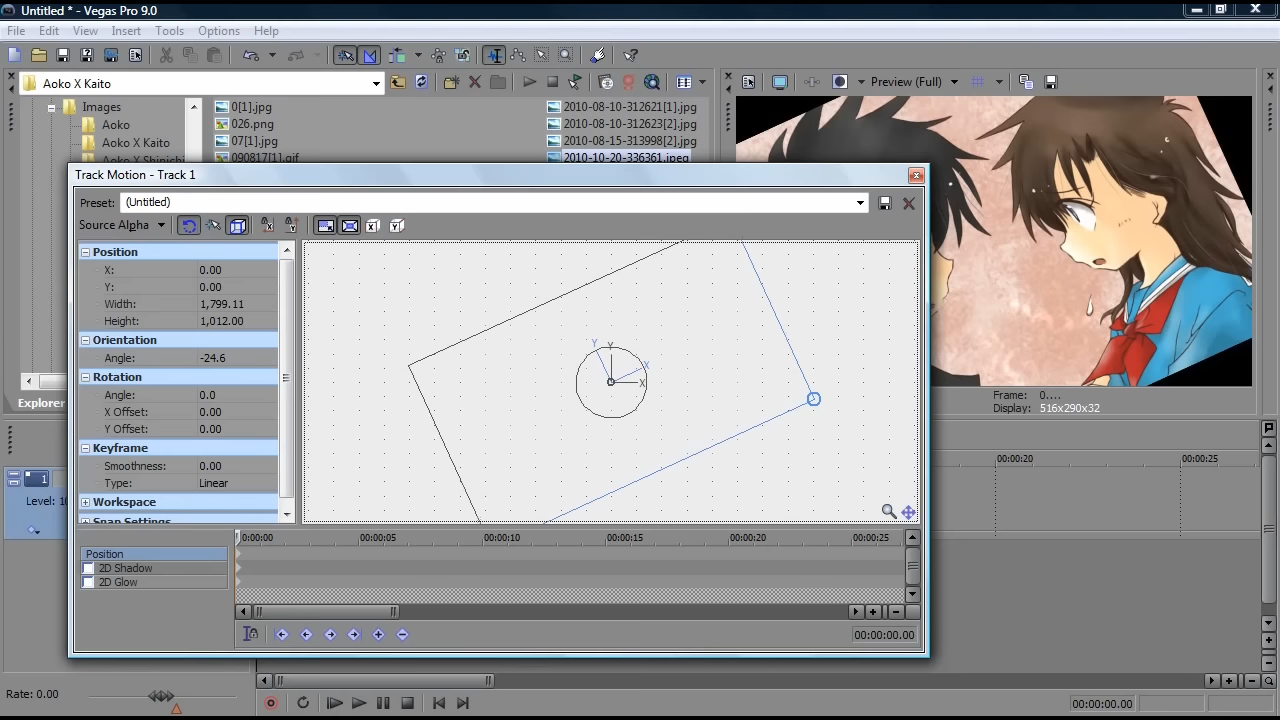 Untitled * - Vegas Pro 9.0
File Edit View Insert Tools Options Help
Aoko X Kaito
Preview (Full)
Images
Aoko
Aoko X Kaito
0[1].jpg
026.png
07[1].jpg
090817[1].gif
2010-08-10-312621[1].jpg
2010-08-10-312623[2].jpg
2010-08-15-313998[2].jpg
2010-10-20-336361.jpeg
Explorer
Track Motion - Track 1
Preset: (Untitled)
Source Alpha
Position
X: 0.00
Y: 0.00
Width: 1,799.11
Height: 1,012.00
Orientation
Angle: -24.6
Rotation
Angle: 0.0
X Offset: 0.00
Y Offset: 0.00
Keyframe
Smoothness: 0.00
Type: Linear
Workspace
Snap Settings
Y Y
X X
Frame: 0....
Display: 516x290x32
00:00:20 00:00:25
1
Level:
0:00:00 00:00:05 00:00:10 00:00:15 00:00:20 00:00:25
Position
2D Shadow
2D Glow
00:00:00.00
Rate: 0.00
00:00:00.00